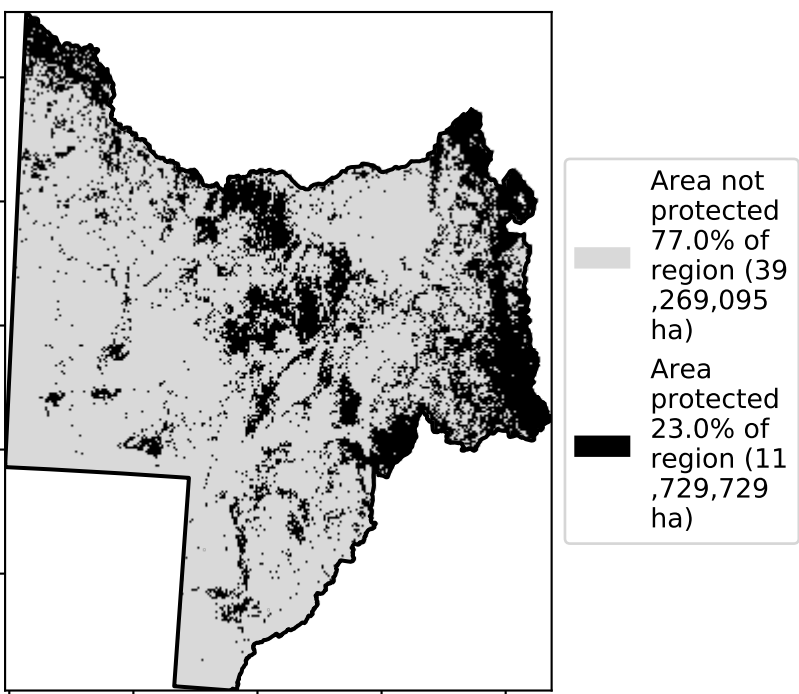 Area not
protected
77.0% of
region (39
,269,095
ha)
Area
protected
23.0% of
region (11
,729,729
ha)